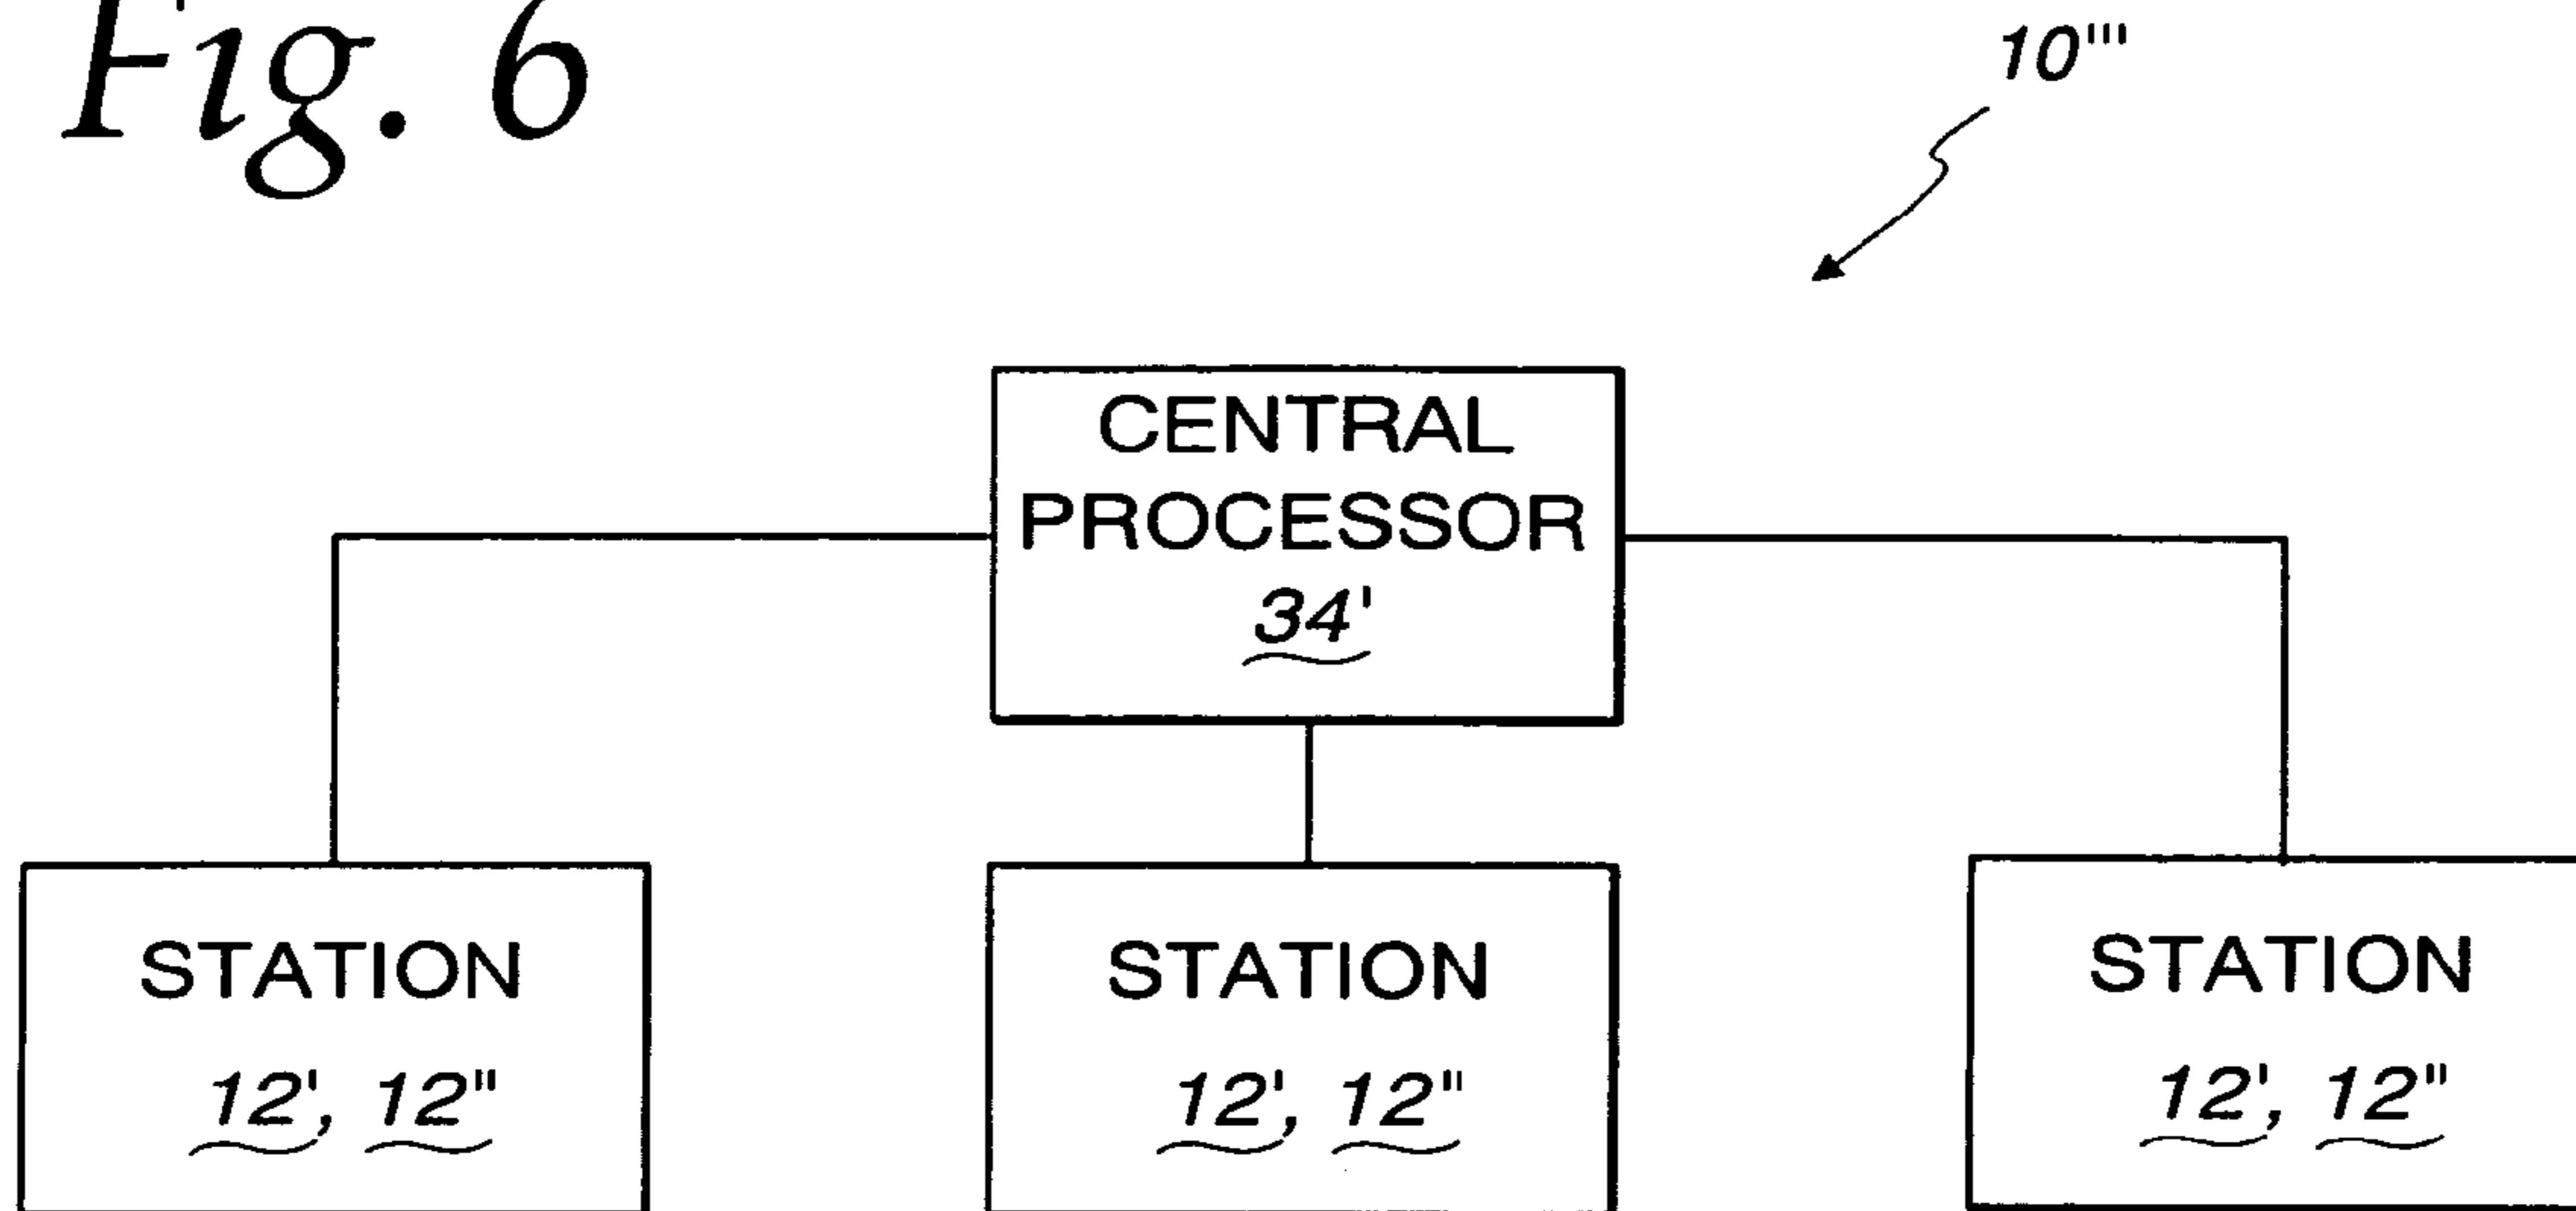 Fig. 6
10'''
CENTRAL
PROCESSOR
34'
STATION
12', 12"
STATION
12', 12"
STATION
12', 12"